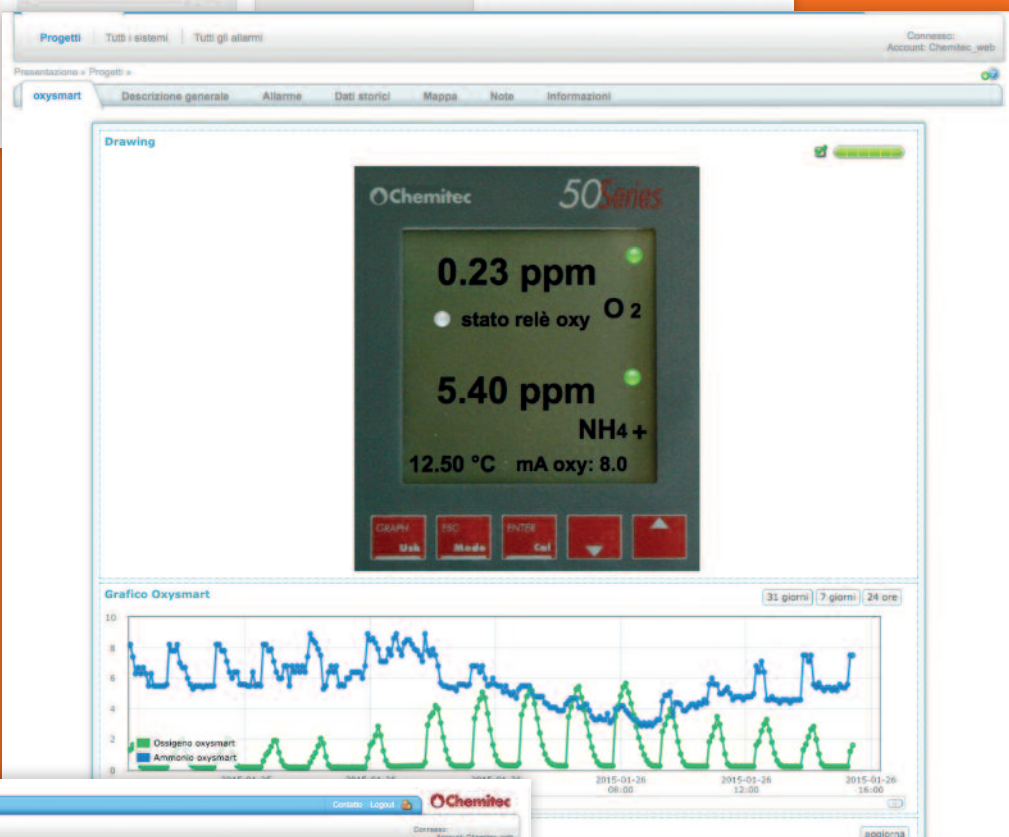 Progetti Tutti i sistemi Tutti gli allarmi
Connesso:
Account: Chemitec_web
Presentazione » Progetti »
oxysmart Descrizione generale Allarme Dati storici Mappa Note Informazioni
Drawing
Chemitec 50Series
0.23 ppm
O 2
stato relè oxy
5.40 ppm
NH4 +
12.50 °C mA oxy: 8.0
GRAPH ESC ENTER
Usb Mode Cal
Grafico Oxysmart
31 giorni 7 giorni 24 ore
10
8
6
4
2
0
Ossigeno oxysmart
Ammonio oxysmart
2015-01-26
08:00
2015-01-26
12:00
2015-01-26
16:00
Contatto Logout Chemitec
Connesso:
aggiorna